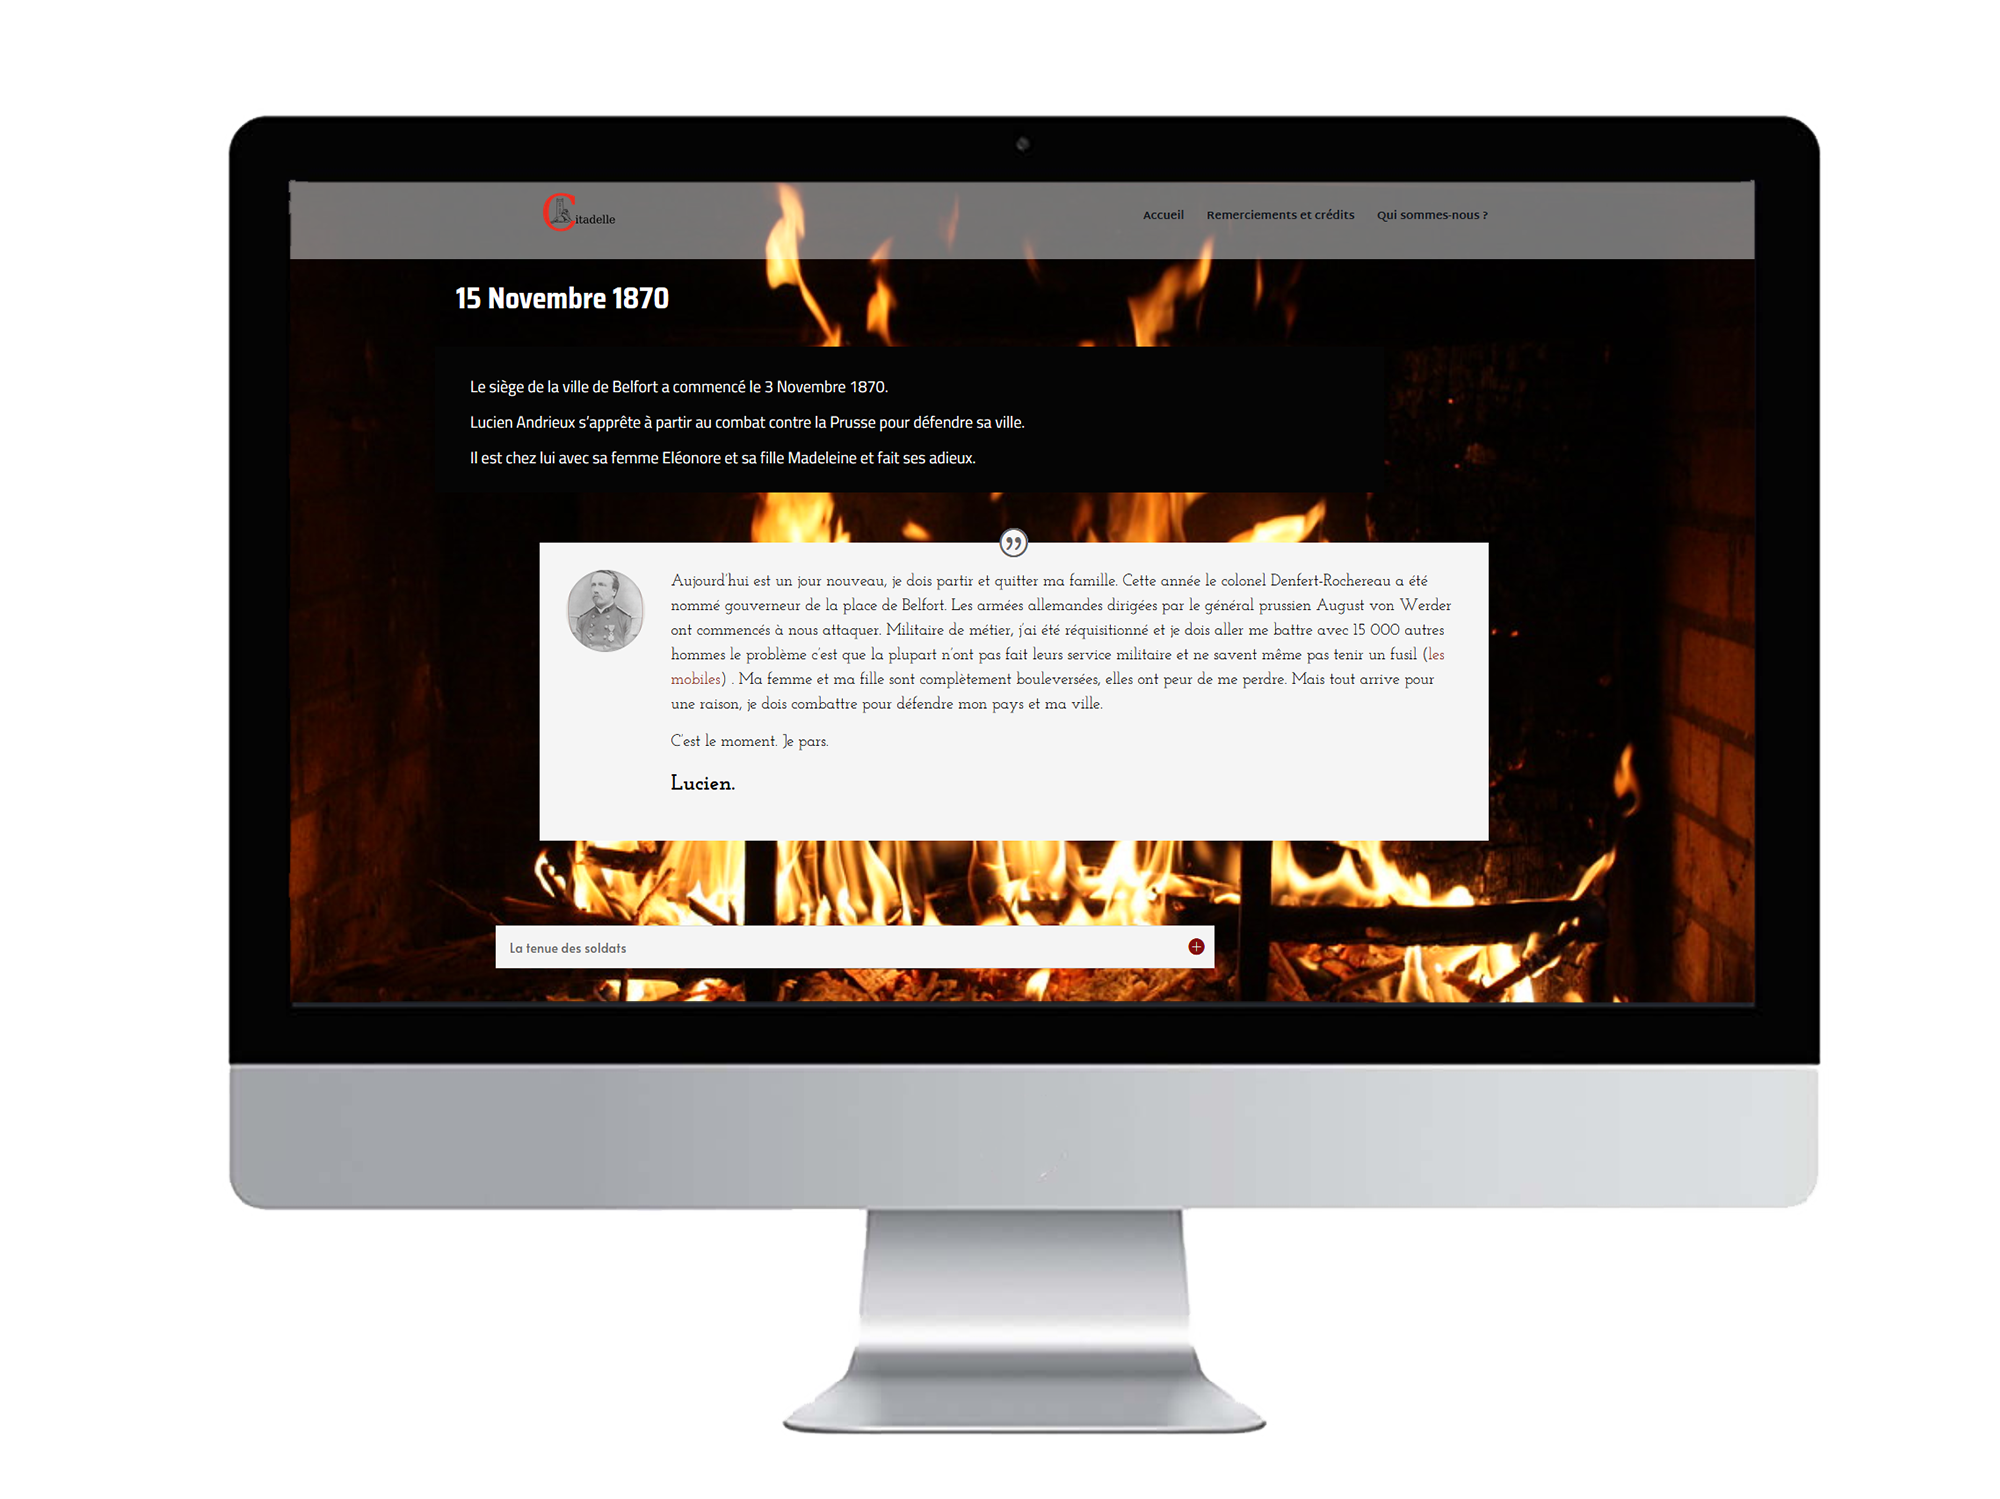 Citadelle
Accueil Remerciements et crédits Qui sommes-nous ?
15 Novembre 1870
Le siège de la ville de Belfort a commencé le 3 Novembre 1870.
Lucien Andrieux s'apprête à partir au combat contre la Prusse pour défendre sa ville.
Il est chez lui avec sa femme Eléonore et sa fille Madeleine et fait ses adieux.
Aujourd'hui est un jour nouveau, je dois partir et quitter ma famille. Cette année le colonel Denfert-Rochereau a été
nommé gouverneur de la place de Belfort. Les armées allemandes dirigées par le général prussien August von Werder
ont commencés à nous attaquer. Militaire de métier, j'ai été réquisitionné et je dois aller me battre avec 15 000 autres
hommes le problème c'est que la plupart n'ont pas fait leurs service militaire et ne savent même pas tenir un fusil (les
mobiles) . Ma femme et ma fille sont complètement bouleversées, elles ont peur de me perdre. Mais tout arrive pour
une raison, je dois combattre pour défendre mon pays et ma ville.
C'est le moment. Je pars.
Lucien.
La tenue des soldats